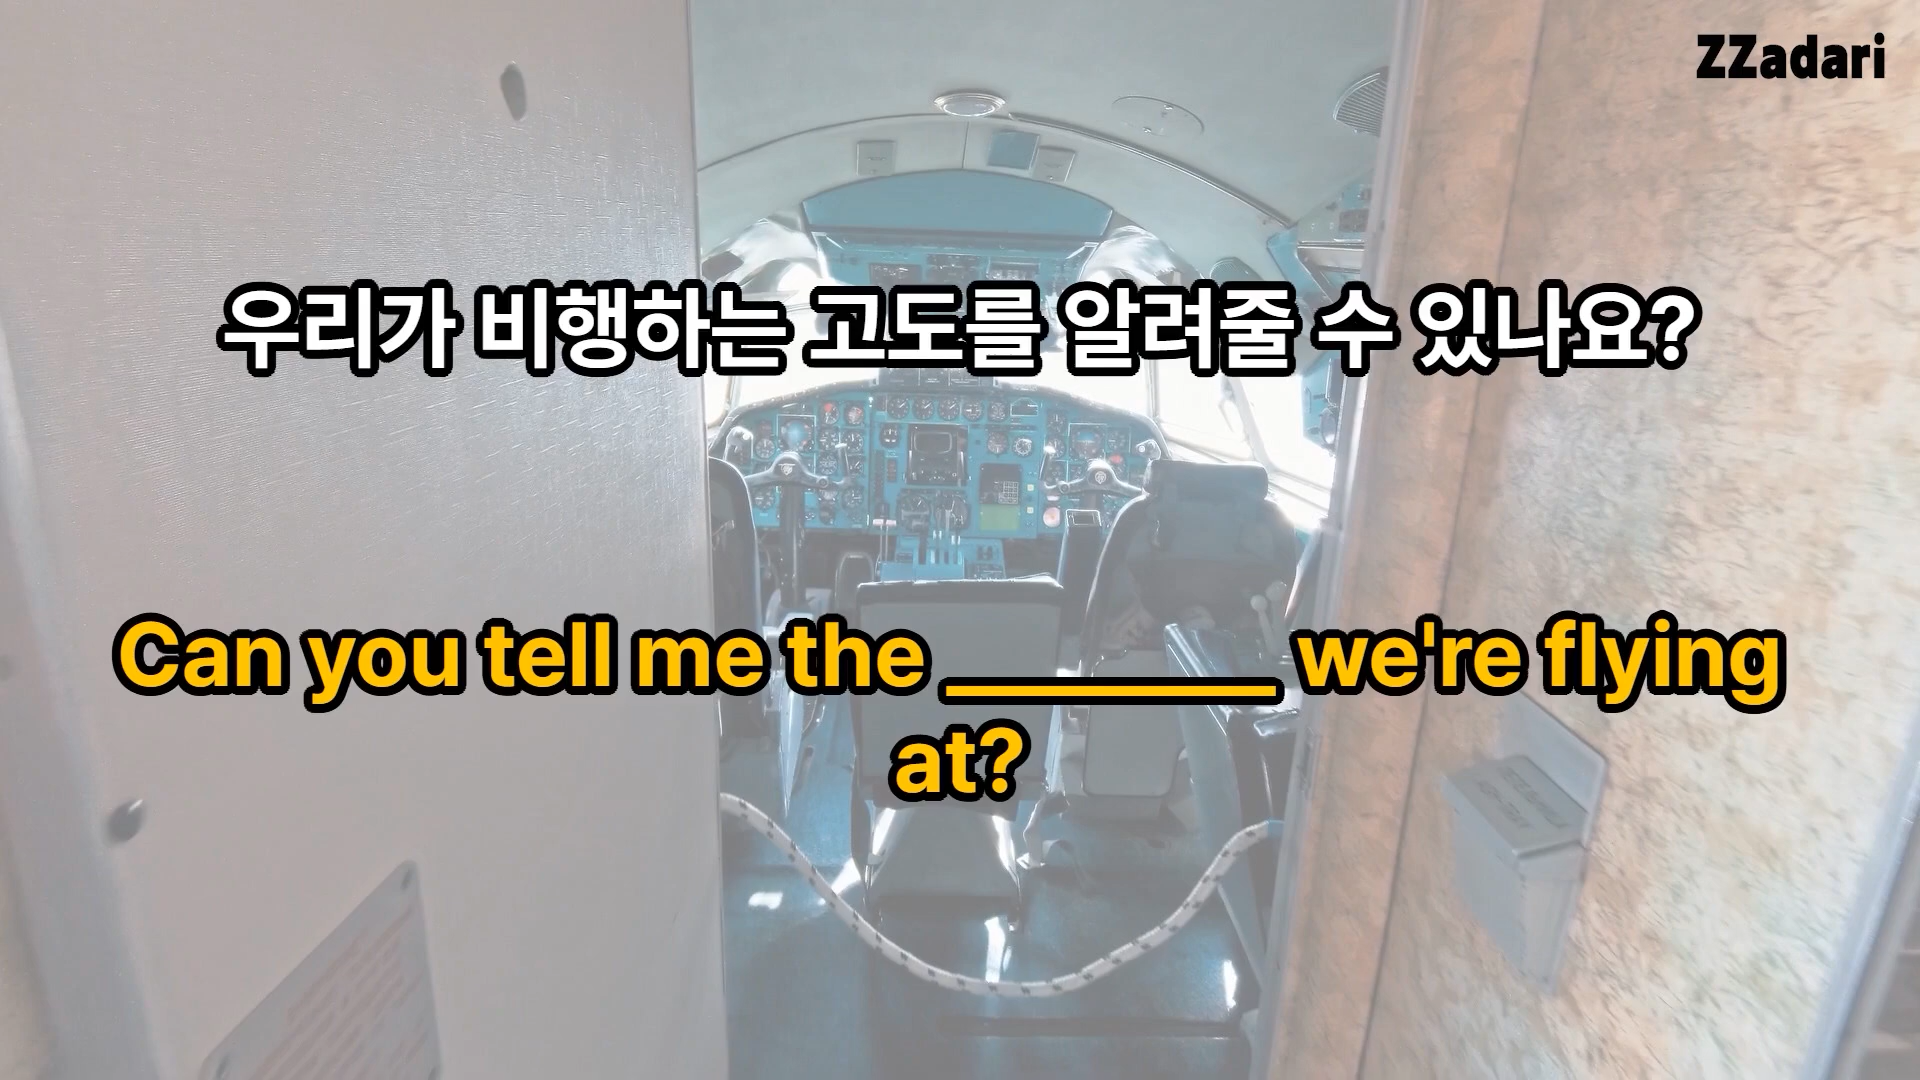 ZZadari
우리가 비행하는 고도를 알려줄 수 있나요?
Can you tell me the ________ we're flying
at?